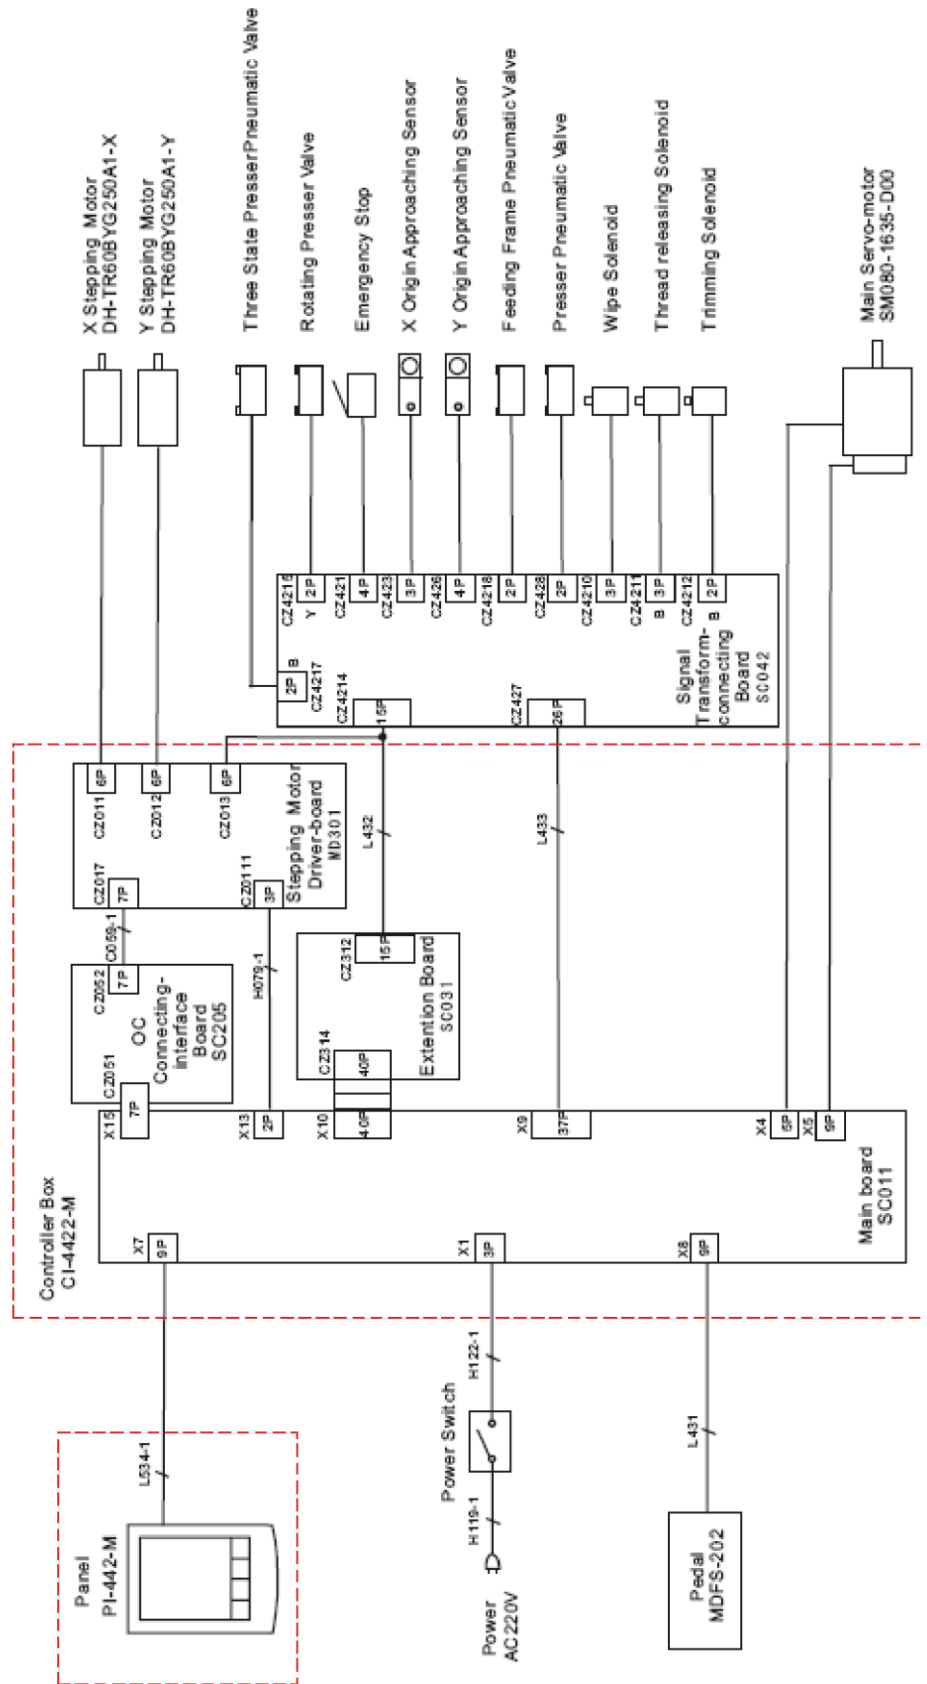 Panel
PI-442-M
L534-1
Power
AC220V
H119-1
Power Switch
H122-1
Pedal
MDFS-202
L431
Controller Box
CI-4422-M
X7
9P
X1
3P
X8
9P
Main board
SC011
X15
7P
X13
2P
X10
40P
X9
37P
X4
5P
X5
9P
CZ051
OC
Connecting-
interface
Board
SC205
CZ052
7P
C059-1
H079-1
CZ314
40P
Extention Board
SC031
CZ312
15P
L432
L433
CZ017
7P
CZ0111
3P
Stepping Motor
Driver-board
MD301
CZ011
6P
CZ012
6P
CZ013
6P
2P
B
CZ4217
CZ4214
15P
CZ427
26P
Signal
Transform-
connecting
Board
SC042
CZ4215
2P
Y
CZ421
4P
CZ423
3P
CZ426
4P
CZ4218
2P
CZ428
2P
CZ4210
3P
CZ4211
3P
B
CZ4212
2P
B
X Stepping Motor
DH-TR60BYG250A1-X
Y Stepping Motor
DH-TR60BYG250A1-Y
Three State PresserPneumatic Valve
Rotating Presser Valve
Emergency Stop
X Origin Approaching Sensor
Y Origin Approaching Sensor
Feeding Frame Pneumatic Valve
Presser Pneumatic Valve
Wipe Solenoid
Thread releasing Solenoid
Trimming Solenoid
Main Servo-motor
SM080-1635-D00